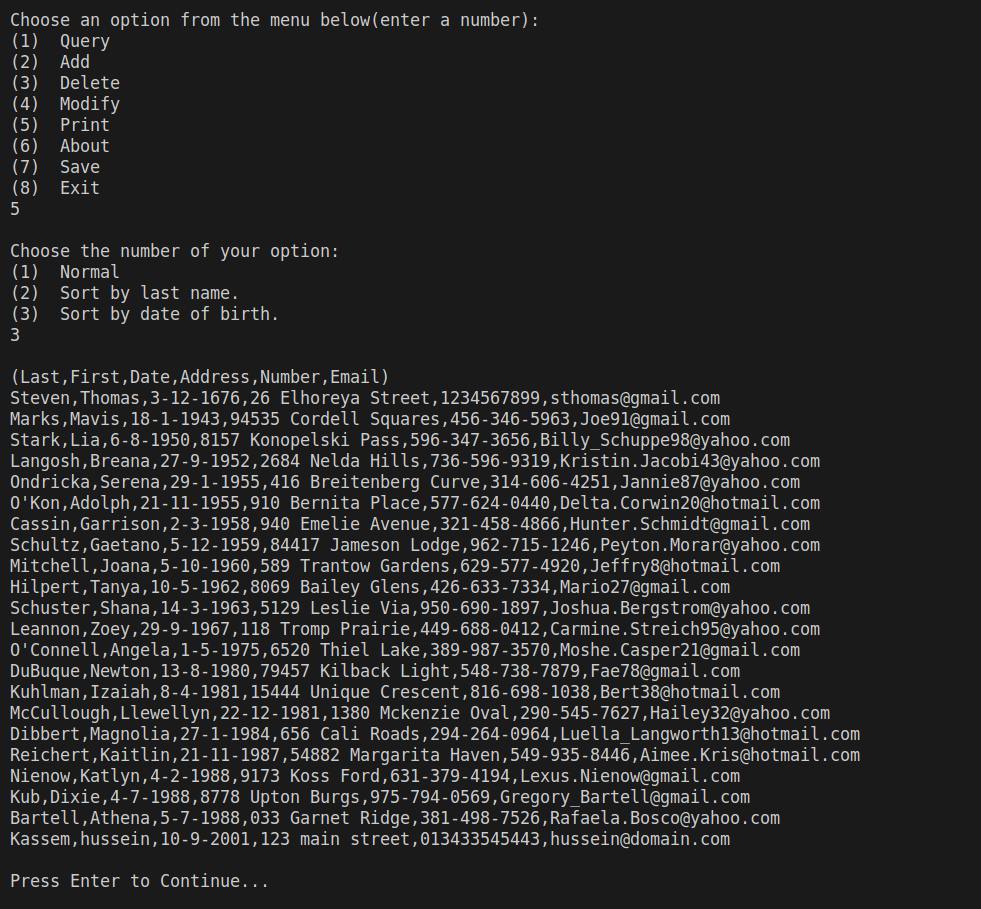 Choose an option from the menu below(enter a number):
(1)  Query
(2)  Add
(3)  Delete
(4)  Modify
(5)  Print
(6)  About
(7)  Save
(8)  Exit
5
Choose the number of your option:
(1)  Normal
(2)  Sort by last name.
(3)  Sort by date of birth.
3
(Last,First,Date,Address,Number,Email)
Steven,Thomas,3-12-1676,26 Elhoreya Street,1234567899,sthomas@gmail.com
Marks,Mavis,18-1-1943,94535 Cordell Squares,456-346-5963,Joe91@gmail.com
Stark,Lia,6-8-1950,8157 Konopelski Pass,596-347-3656,Billy_Schuppe98@yahoo.com
Langosh,Breana,27-9-1952,2684 Nelda Hills,736-596-9319,Kristin.Jacobi43@yahoo.com
Ondricka,Serena,29-1-1955,416 Breitenberg Curve,314-606-4251,Jannie87@yahoo.com
O'Kon,Adolph,21-11-1955,910 Bernita Place,577-624-0440,Delta.Corwin20@hotmail.com
Cassin,Garrison,2-3-1958,940 Emelie Avenue,321-458-4866,Hunter.Schmidt@gmail.com
Schultz,Gaetano,5-12-1959,84417 Jameson Lodge,962-715-1246,Peyton.Morar@yahoo.com
Mitchell,Joana,5-10-1960,589 Trantow Gardens,629-577-4920,Jeffry8@hotmail.com
Hilpert,Tanya,10-5-1962,8069 Bailey Glens,426-633-7334,Mario27@gmail.com
Schuster,Shana,14-3-1963,5129 Leslie Via,950-690-1897,Joshua.Bergstrom@yahoo.com
Leannon,Zoey,29-9-1967,118 Tromp Prairie,449-688-0412,Carmine.Streich95@yahoo.com
O'Connell,Angela,1-5-1975,6520 Thiel Lake,389-987-3570,Moshe.Casper21@gmail.com
DuBuque,Newton,13-8-1980,79457 Kilback Light,548-738-7879,Fae78@gmail.com
Kuhlman,Izaiah,8-4-1981,15444 Unique Crescent,816-698-1038,Bert38@hotmail.com
McCullough,Llewellyn,22-12-1981,1380 Mckenzie Oval,290-545-7627,Hailey32@yahoo.com
Dibbert,Magnolia,27-1-1984,656 Cali Roads,294-264-0964,Luella_Langworth13@hotmail.com
Reichert,Kaitlin,21-11-1987,54882 Margarita Haven,549-935-8446,Aimee.Kris@hotmail.com
Nienow,Katlyn,4-2-1988,9173 Koss Ford,631-379-4194,Lexus.Nienow@gmail.com
Kub,Dixie,4-7-1988,8778 Upton Burgs,975-794-0569,Gregory_Bartell@gmail.com
Bartell,Athena,5-7-1988,033 Garnet Ridge,381-498-7526,Rafaela.Bosco@yahoo.com
Kassem,hussein,10-9-2001,123 main street,013433545443,hussein@domain.com
Press Enter to Continue...